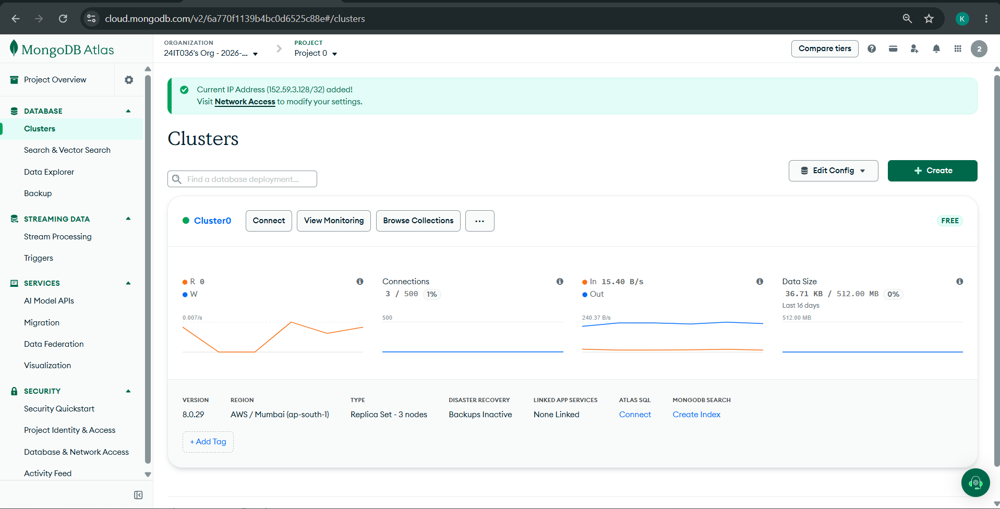 cloud.mongodb.com/v2/6a770f1139b4bc0d6525c88e#/clusters
K
MongoDB Atlas
ORGANIZATION
24IT036's Org - 2026-...
PROJECT
Project 0
Compare tiers
2
Project Overview
DATABASE
Clusters
Search & Vector Search
Data Explorer
Backup
STREAMING DATA
Stream Processing
Triggers
SERVICES
AI Model APIs
Migration
Data Federation
Visualization
SECURITY
Security Quickstart
Project Identity & Access
Database & Network Access
Activity Feed
Current IP Address (152.59.3.128/32) added!
Visit Network Access to modify your settings.
Clusters
Find a database deployment...
Edit Config
+ Create
Cluster0
Connect
View Monitoring
Browse Collections
...
FREE
R 0
W
0.007/s
Connections
3 / 500 1%
500
In 15.40 B/s
Out
240.37 B/s
Data Size
36.71 KB / 512.00 MB 0%
Last 16 days
512.00 MB
VERSION
8.0.29
REGION
AWS / Mumbai (ap-south-1)
TYPE
Replica Set - 3 nodes
DISASTER RECOVERY
Backups Inactive
LINKED APP SERVICES
None Linked
ATLAS SQL
Connect
MONGODB SEARCH
Create Index
+ Add Tag